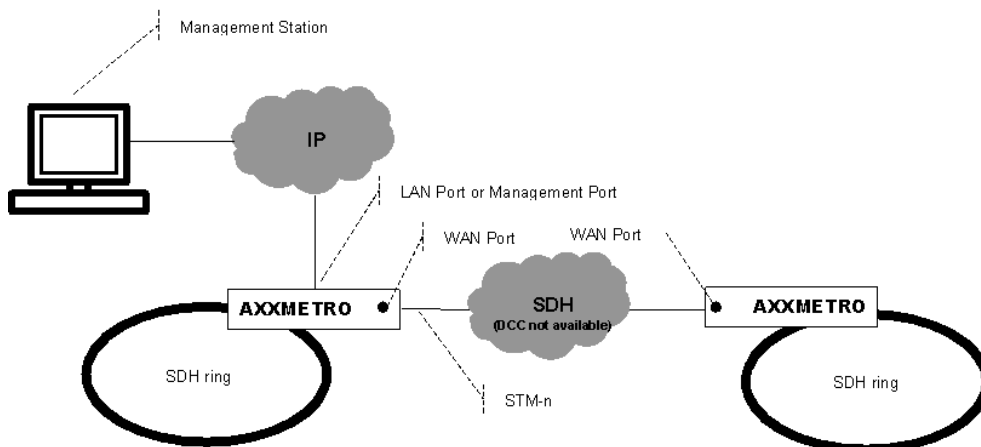 Management Station
IP
LAN Port or Management Port
WAN Port
WAN Port
SDH
(DCC not available)
AXXMETRO
AXXMETRO
SDH ring
SDH ring
STM-n